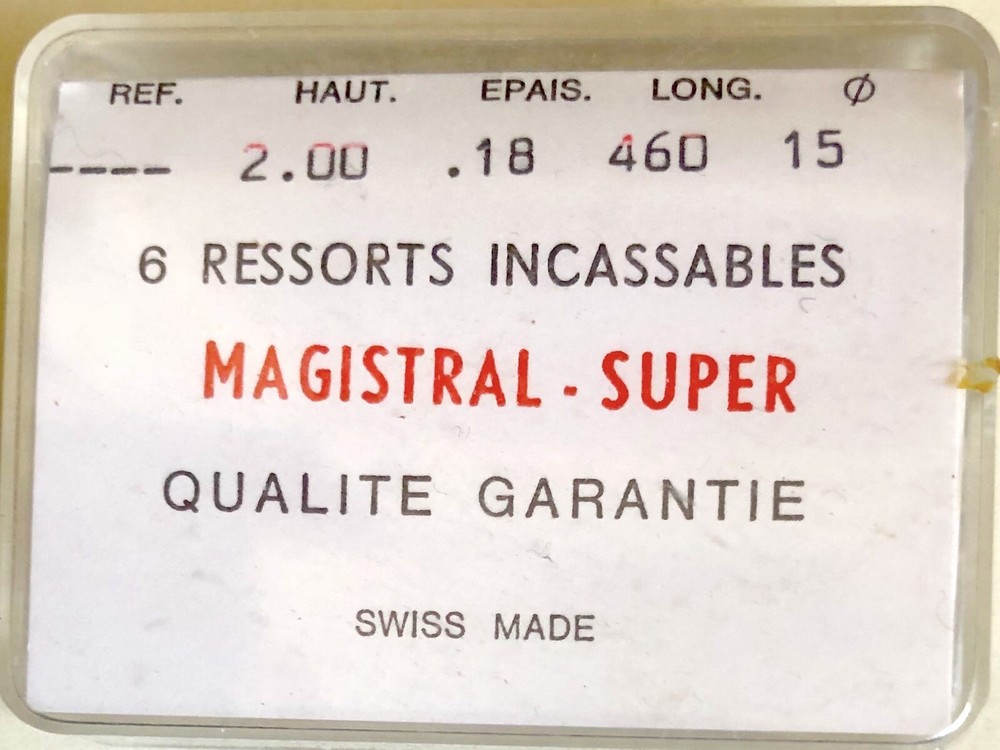 REF. HAUT. EPAIS. LONG. Ø
---- 2.00 .18 460 15
6 RESSORTS INCASSABLES
MAGISTRAL - SUPER
QUALITE GARANTIE
SWISS MADE